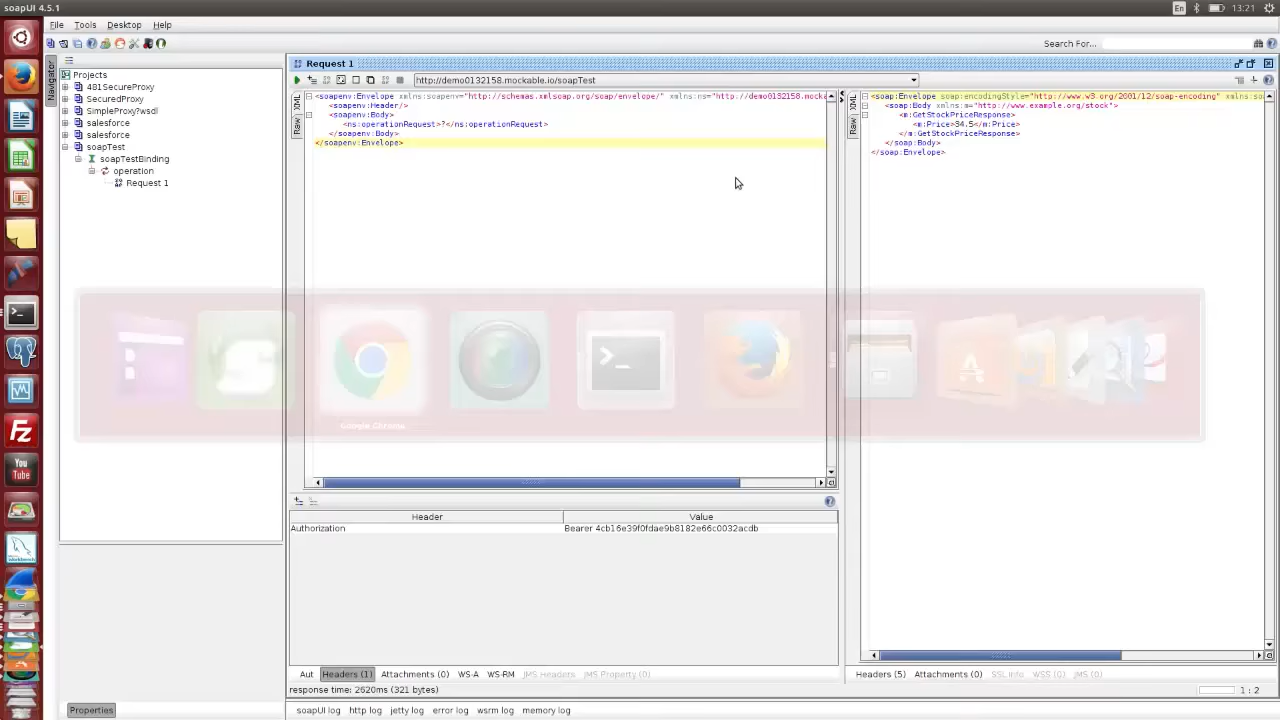 soapUI 4.5.1
En
13:21
File Tools Desktop Help
Search For...
Navigator
Projects
481SecureProxy
SecuredProxy
SimpleProxy?wsdl
salesforce
salesforce
soapTest
soapTestBinding
operation
Request 1
Properties
Request 1
http://demo0132158.mockable.io/soapTest
XML
Raw
<soapenv:Envelope xmlns:soapenv="http://schemas.xmlsoap.org/soap/envelope/" xmlns:ns="http://demo0132158.mocka
<soapenv:Header/>
<soapenv:Body>
<ns:operationRequest>?</ns:operationRequest>
</soapenv:Body>
</soapenv:Envelope>
XML
Raw
<soap:Envelope soap:encodingStyle="http://www.w3.org/2001/12/soap-encoding" xmlns:so
<soap:Body xmlns:m="http://www.example.org/stock">
<m:GetStockPriceResponse>
<m:Price>34.5</m:Price>
</m:GetStockPriceResponse>
</soap:Body>
</soap:Envelope>
Google Chrome
Header Value
Authorization Bearer 4cb16e39f0fdae9b8182e66c0032acdb
Aut Headers (1) Attachments (0) WS-A WS-RM JMS Headers JMS Property (0)
Headers (5) Attachments (0) SSL Info WSS (0) JMS (0)
response time: 2620ms (321 bytes)
1 : 2
soapUI log http log jetty log error log wsrm log memory log
You
Tube
Fz